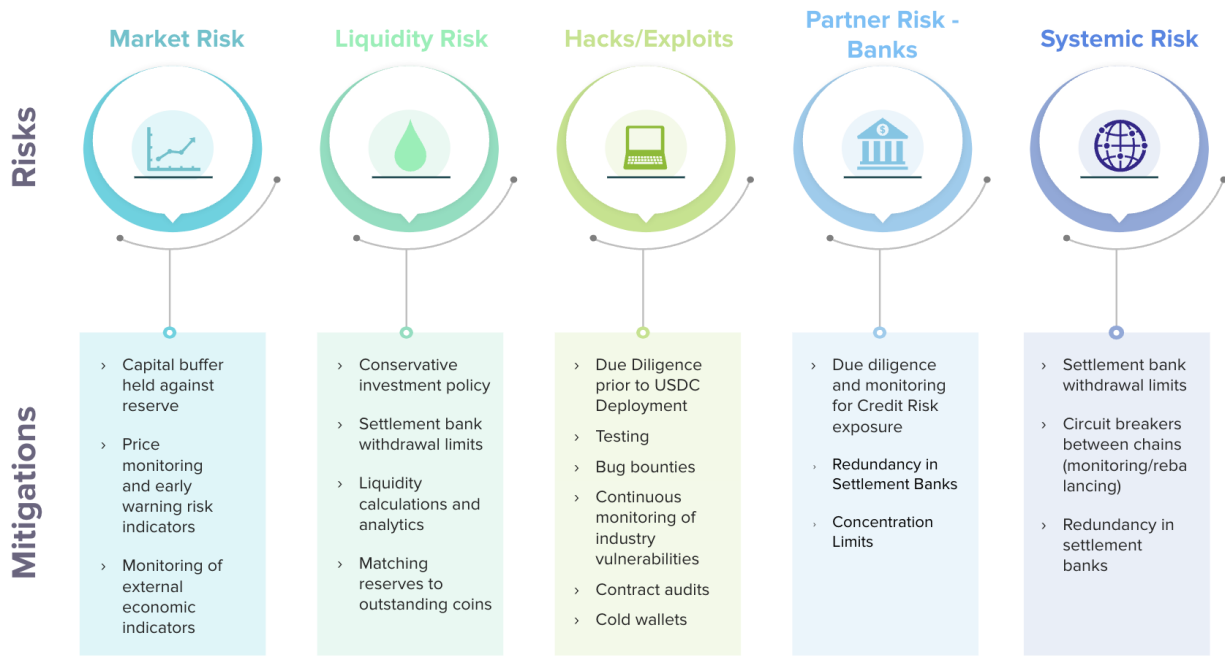 Market Risk
Liquidity Risk
Hacks/Exploits
Partner Risk -
Banks
Systemic Risk
Risks
$
Mitigations
› Capital buffer
held against
reserve
› Price
monitoring
and early
warning risk
indicators
› Monitoring of
external
economic
indicators
› Conservative
investment policy
› Settlement bank
withdrawal limits
› Liquidity
calculations and
analytics
› Matching
reserves to
outstanding coins
› Due Diligence
prior to USDC
Deployment
› Testing
› Bug bounties
› Continuous
monitoring of
industry
vulnerabilities
› Contract audits
› Cold wallets
› Due diligence
and monitoring
for Credit Risk
exposure
› Redundancy in
Settlement Banks
› Concentration
Limits
› Settlement bank
withdrawal limits
› Circuit breakers
between chains
(monitoring/reba
lancing)
› Redundancy in
settlement
banks